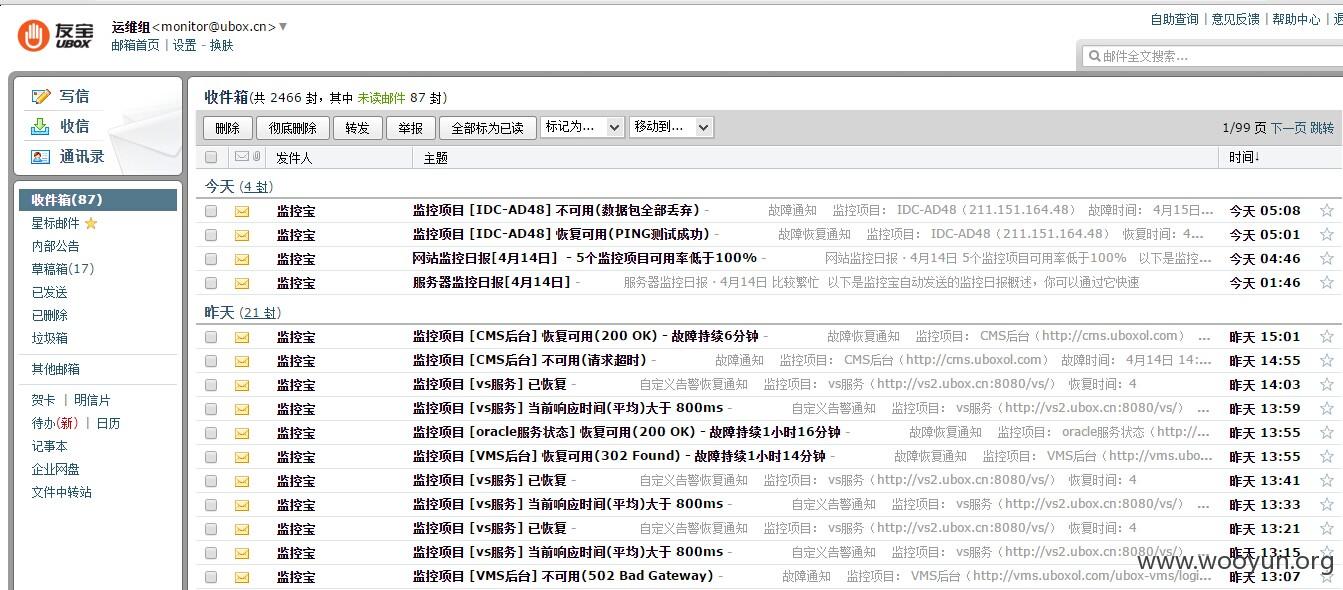 友宝 UBOX
运维组<monitor@ubox.cn>
邮箱首页 | 设置 - 换肤
自助查询 | 意见反馈 | 帮助中心 |
邮件全文搜索...
写信
收信
通讯录
收件箱(87)
星标邮件
内部公告
草稿箱(17)
已发送
已删除
垃圾箱
其他邮箱
贺卡 | 明信片
待办(新) | 日历
记事本
企业网盘
文件中转站
收件箱(共 2466 封，其中 未读邮件 87 封)
删除 彻底删除 转发 举报 全部标为已读 标记为... 移动到... 1/99 页 下一页 跳转
发件人 主题 时间↓
今天 (4 封)
监控宝 监控项目 [IDC-AD48] 不可用(数据包全部丢弃) - 故障通知 监控项目： IDC-AD48（211.151.164.48） 故障时间： 4月15日... 今天 05:08
监控宝 监控项目 [IDC-AD48] 恢复可用(PING测试成功) - 故障恢复通知 监控项目： IDC-AD48（211.151.164.48） 恢复时间：4... 今天 05:01
监控宝 网站监控日报[4月14日] - 5个监控项目可用率低于100% - 网站监控日报 · 4月14日 5个监控项目可用率低于100% 以下是监控... 今天 04:46
监控宝 服务器监控日报[4月14日] - 服务器监控日报 · 4月14日 比较繁忙 以下是监控宝自动发送的监控日报概述，你可以通过它快速 今天 01:46
昨天 (21 封)
监控宝 监控项目 [CMS后台] 恢复可用(200 OK) - 故障持续6分钟 - 故障恢复通知 监控项目： CMS后台（http://cms.uboxol.com） ... 昨天 15:01
监控宝 监控项目 [CMS后台] 不可用(请求超时) - 故障通知 监控项目： CMS后台（http://cms.uboxol.com） 故障时间： 4月14日 14:... 昨天 14:55
监控宝 监控项目 [vs服务] 已恢复 - 自定义告警恢复通知 监控项目： vs服务（http://vs2.ubox.cn:8080/vs/） 恢复时间：4 昨天 14:03
监控宝 监控项目 [vs服务] 当前响应时间(平均)大于 800ms - 自定义告警通知 监控项目： vs服务（http://vs2.ubox.cn:8080/vs/） ... 昨天 13:59
监控宝 监控项目 [oracle服务状态] 恢复可用(200 OK) - 故障持续1小时16分钟 - 故障恢复通知 监控项目： oracle服务状态（http://... 昨天 13:55
监控宝 监控项目 [VMS后台] 恢复可用(302 Found) - 故障持续1小时14分钟 - 故障恢复通知 监控项目： VMS后台（http://vms.ubo... 昨天 13:55
监控宝 监控项目 [vs服务] 已恢复 - 自定义告警恢复通知 监控项目： vs服务（http://vs2.ubox.cn:8080/vs/） 恢复时间：4 昨天 13:41
监控宝 监控项目 [vs服务] 当前响应时间(平均)大于 800ms - 自定义告警通知 监控项目： vs服务（http://vs2.ubox.cn:8080/vs/） ... 昨天 13:33
监控宝 监控项目 [vs服务] 已恢复 - 自定义告警恢复通知 监控项目： vs服务（http://vs2.ubox.cn:8080/vs/） 恢复时间：4 昨天 13:21
监控宝 监控项目 [vs服务] 当前响应时间(平均)大于 800ms - 自定义告警通知 监控项目： vs服务（http://vs2.ubox.cn:8080/vs/） ... 昨天 13:15
监控宝 监控项目 [VMS后台] 不可用(502 Bad Gateway) - 故障通知 监控项目： VMS后台（http://vms.uboxol.com/ubox-vms/logi... 昨天 13:07
www.wooyun.org